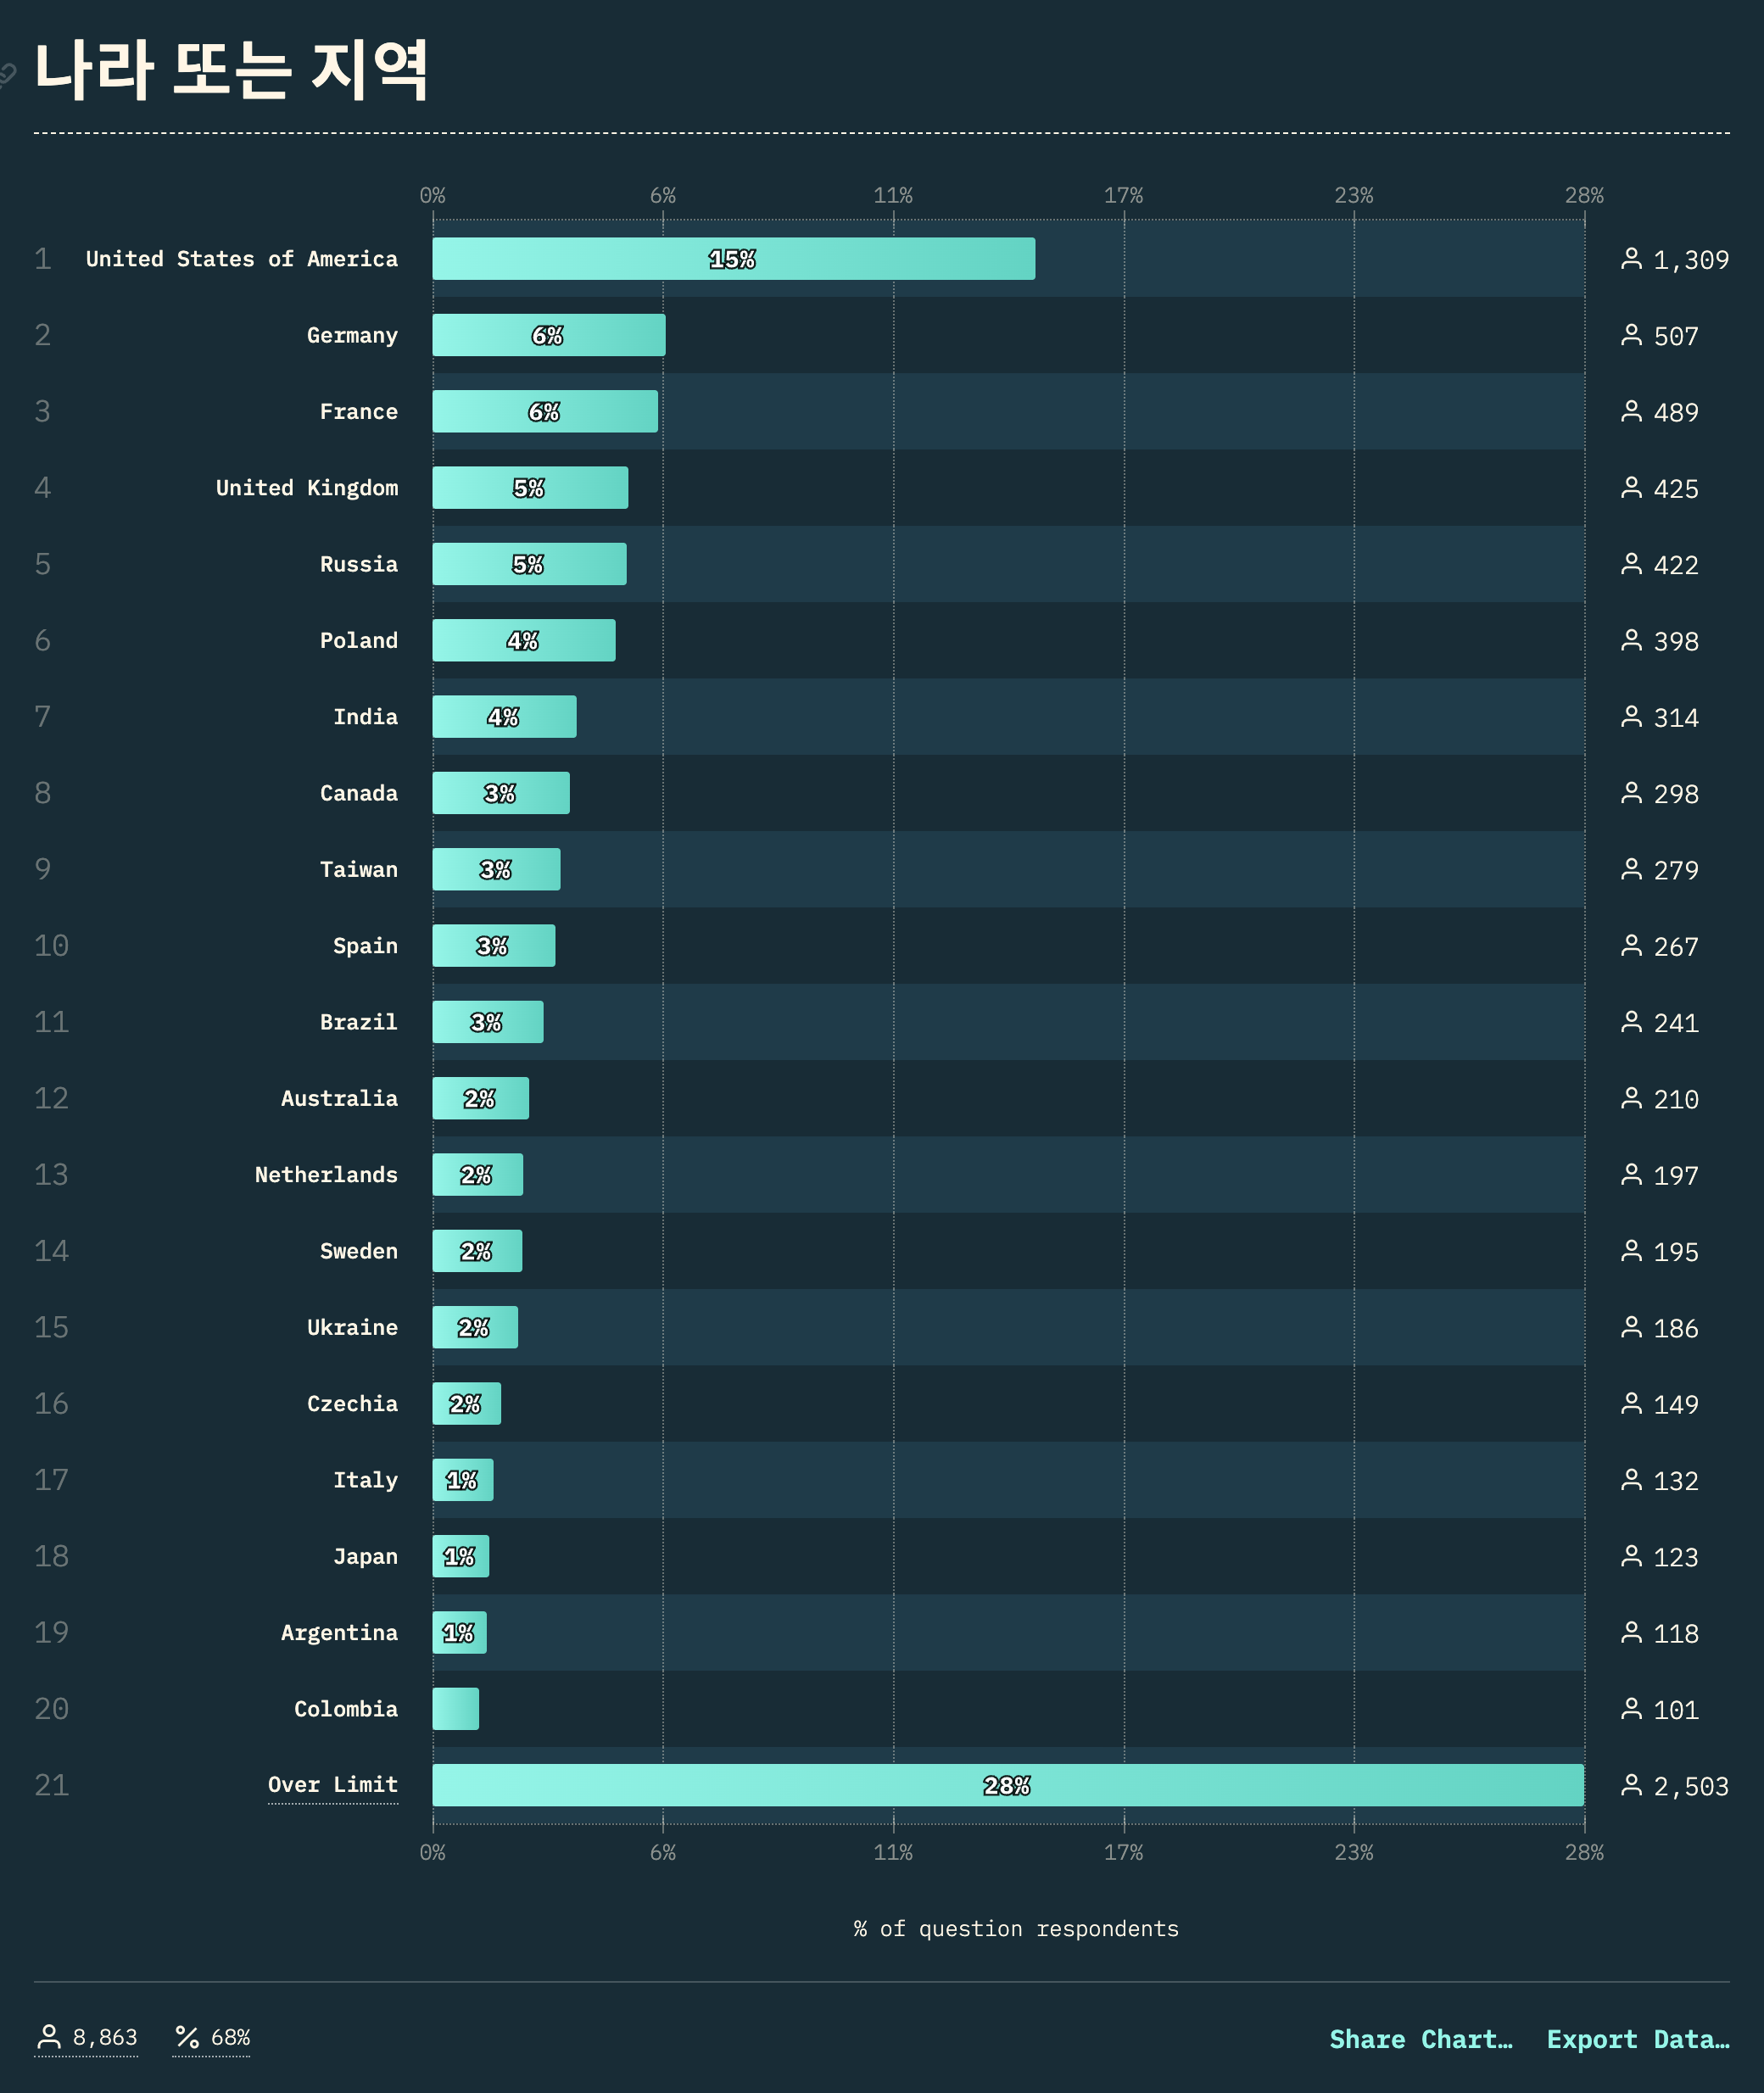 나라 또는 지역
0% 6% 11% 17% 23% 28%
1 United States of America 15% 1,309
2 Germany 6% 507
3 France 6% 489
4 United Kingdom 5% 425
5 Russia 5% 422
6 Poland 4% 398
7 India 4% 314
8 Canada 3% 298
9 Taiwan 3% 279
10 Spain 3% 267
11 Brazil 3% 241
12 Australia 2% 210
13 Netherlands 2% 197
14 Sweden 2% 195
15 Ukraine 2% 186
16 Czechia 2% 149
17 Italy 1% 132
18 Japan 1% 123
19 Argentina 1% 118
20 Colombia 101
21 Over Limit 28% 2,503
0% 6% 11% 17% 23% 28%
% of question respondents
8,863 % 68% Share Chart… Export Data…